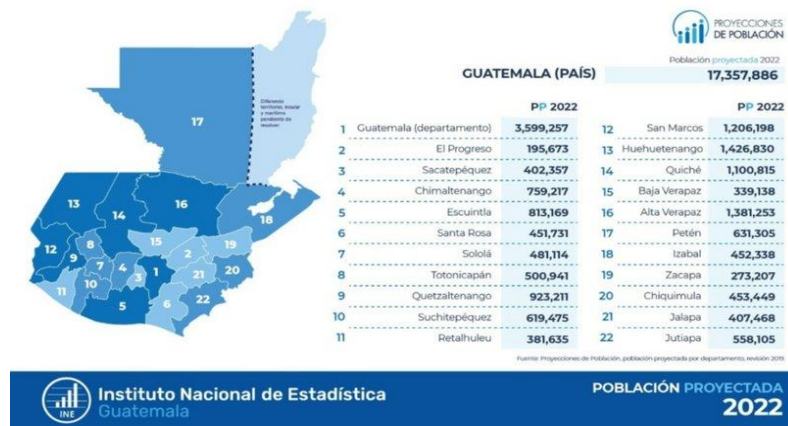 PROYECCIONES
DE POBLACIÓN
Población proyectada 2022
GUATEMALA (PAÍS) 17,357,886
PP 2022
1 Guatemala (departamento) 3,599,257
2 El Progreso 195,673
3 Sacatepéquez 402,357
4 Chimaltenango 759,217
5 Escuintla 813,169
6 Santa Rosa 451,731
7 Sololá 481,114
8 Totonicapán 500,941
9 Quetzaltenango 923,211
10 Suchitepéquez 619,475
11 Retalhuleu 381,635
PP 2022
12 San Marcos 1,206,198
13 Huehuetenango 1,426,830
14 Quiché 1,100,815
15 Baja Verapaz 339,138
16 Alta Verapaz 1,381,253
17 Petén 631,305
18 Izabal 452,338
19 Zacapa 273,207
20 Chiquimula 453,449
21 Jalapa 407,468
22 Jutiapa 558,105
Fuente: Proyecciones de Población, población proyectada por departamento, revisión 2019
Diferendo
territorial, insular
y marítimo
pendiente de
resolver
17
13
14
16
18
12
9
8
15
19
2
7
4
3
1
21
20
11
10
5
6
22
INE
Instituto Nacional de Estadística
Guatemala
POBLACIÓN PROYECTADA
2022